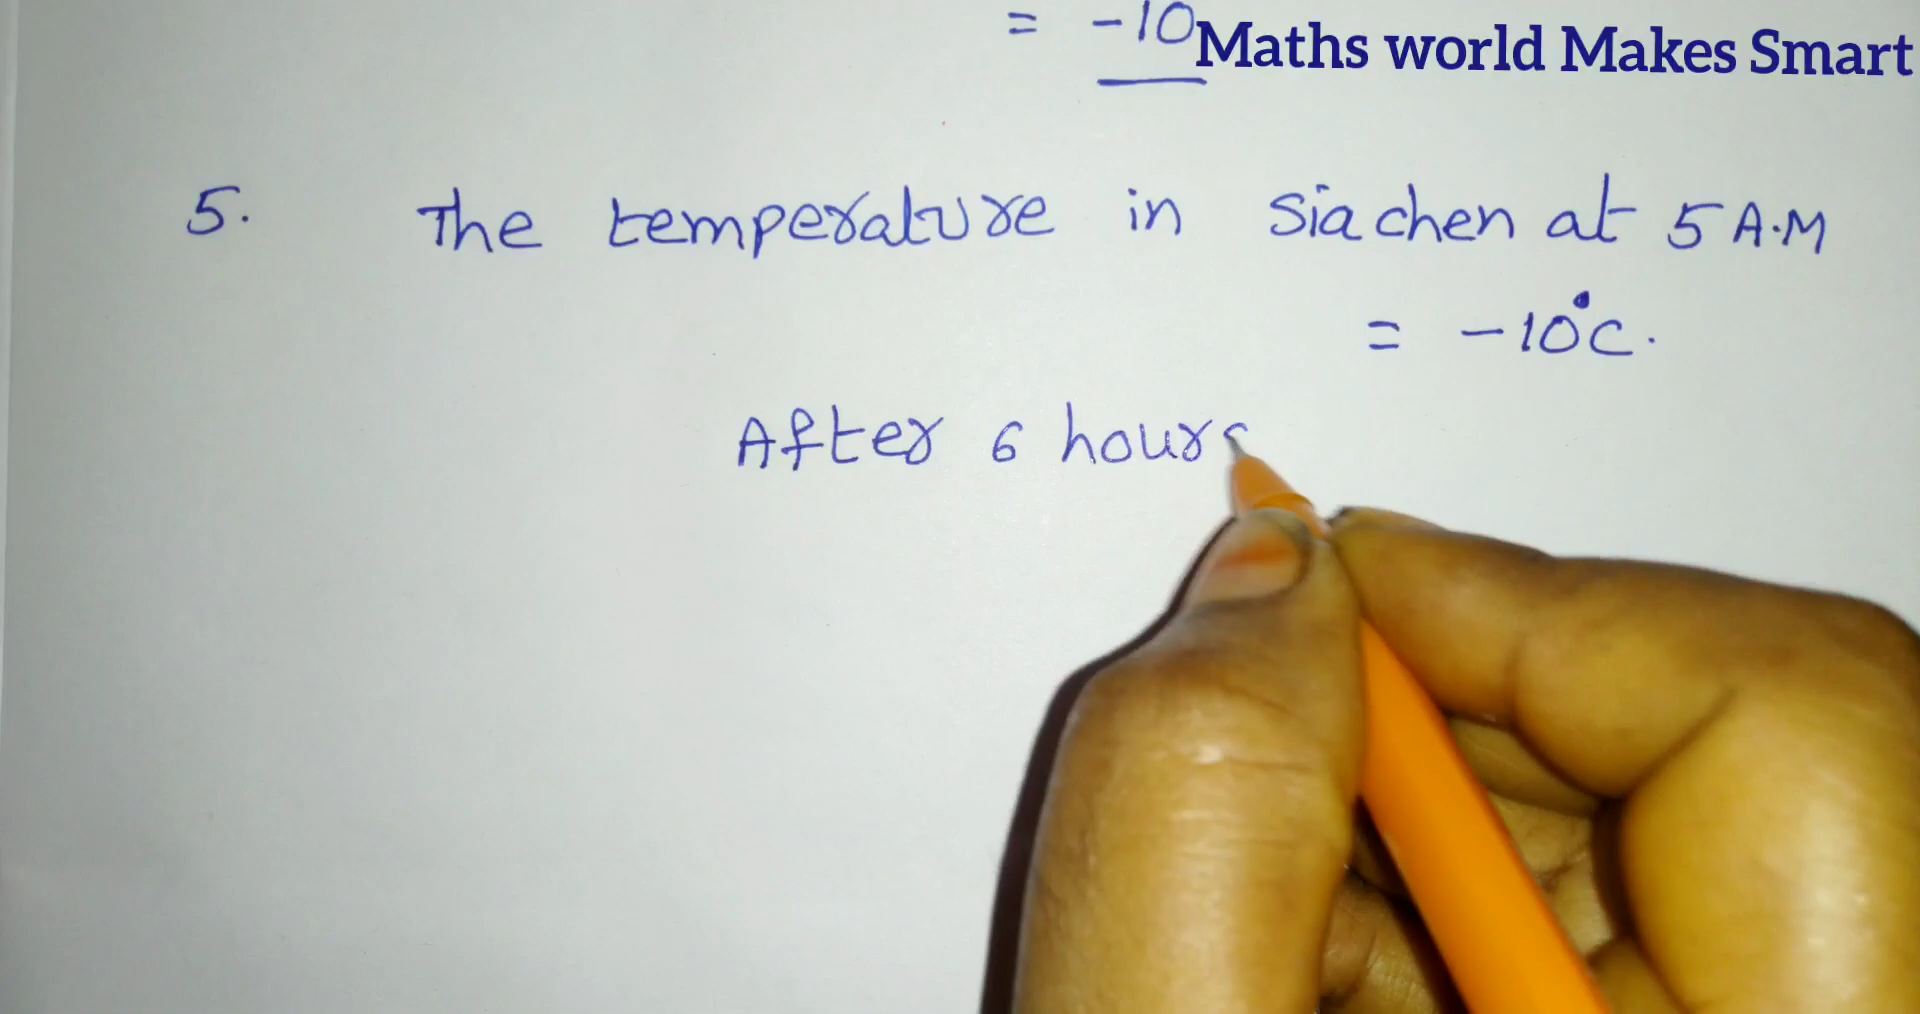 = -10
Maths world Makes Smart
5. The temperature in Siachen at 5 A.M
= -10°C.
After 6 hours